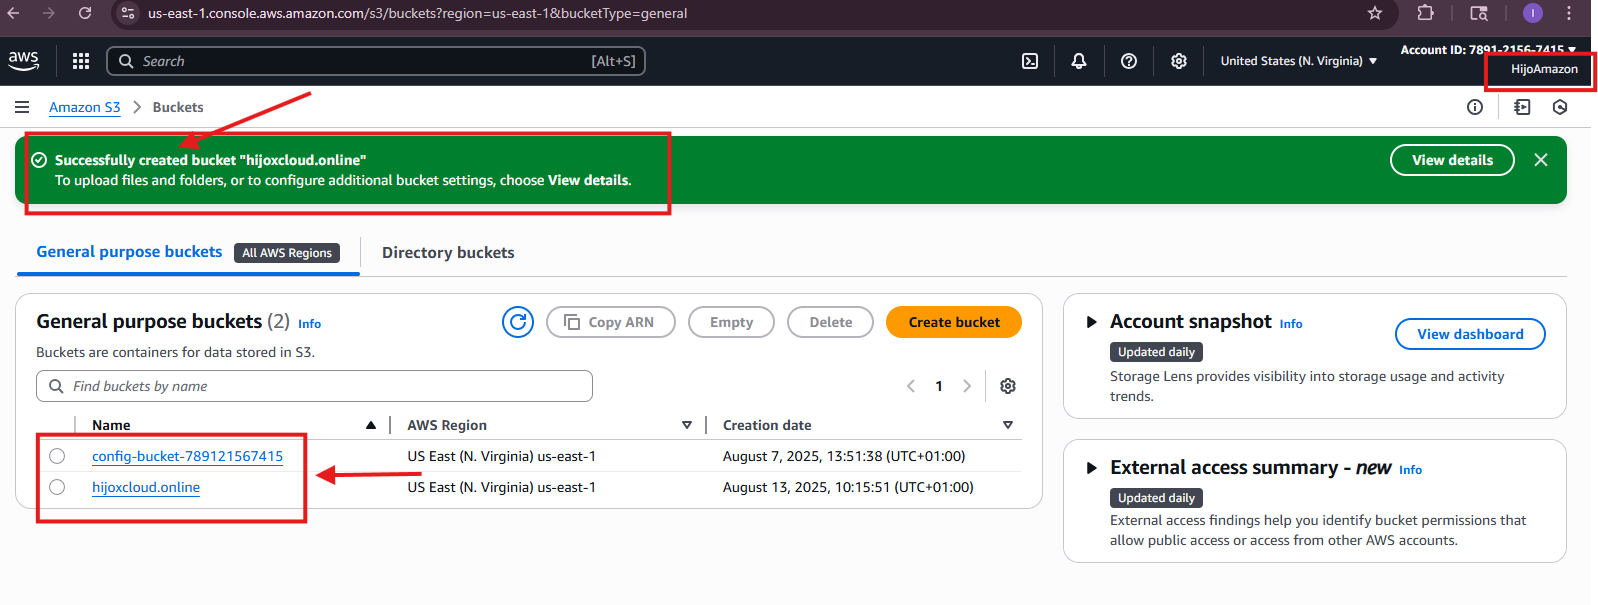 us-east-1.console.aws.amazon.com/s3/buckets?region=us-east-1&bucketType=general
I
aws
Search
[Alt+S]
United States (N. Virginia)
Account ID: 7891-2156-7415
HijoAmazon
Amazon S3
Buckets
Successfully created bucket "hijoxcloud.online"
To upload files and folders, or to configure additional bucket settings, choose View details.
View details
General purpose buckets
All AWS Regions
Directory buckets
General purpose buckets (2)
Info
Copy ARN
Empty
Delete
Create bucket
Buckets are containers for data stored in S3.
Find buckets by name
1
Name
AWS Region
Creation date
config-bucket-789121567415
US East (N. Virginia) us-east-1
August 7, 2025, 13:51:38 (UTC+01:00)
hijoxcloud.online
US East (N. Virginia) us-east-1
August 13, 2025, 10:15:51 (UTC+01:00)
Account snapshot
Info
View dashboard
Updated daily
Storage Lens provides visibility into storage usage and activity
trends.
External access summary - new
Info
Updated daily
External access findings help you identify bucket permissions that
allow public access or access from other AWS accounts.